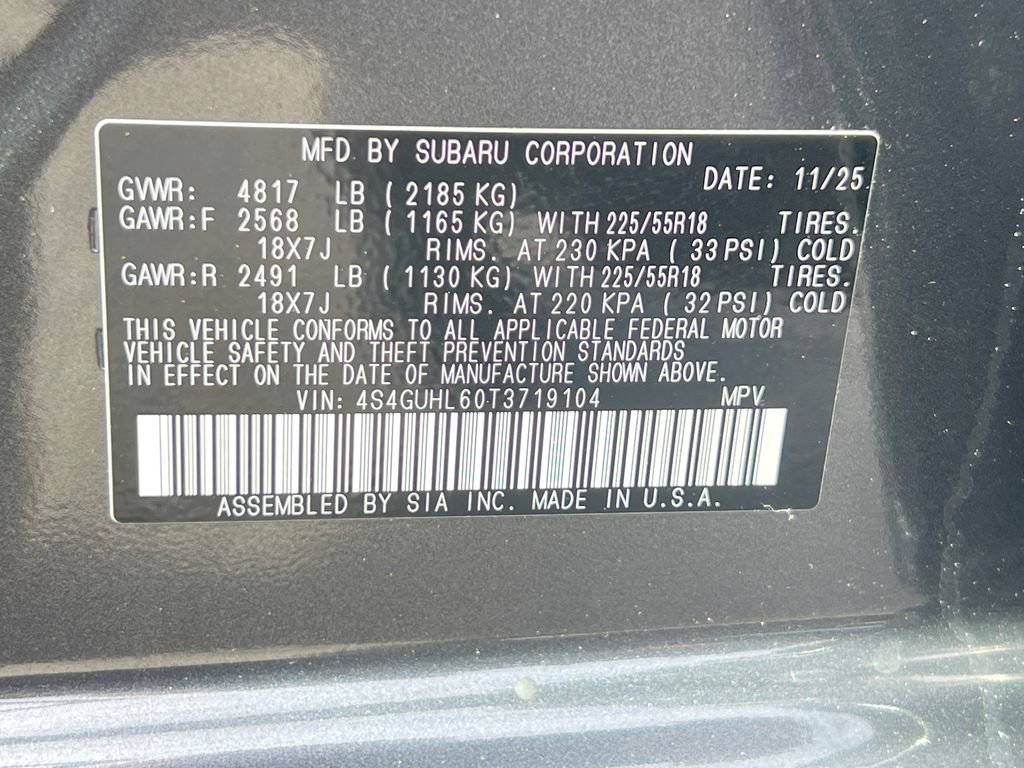 MFD. BY SUBARU CORPORATION
DATE: 11/25
GVWR: 4817 LB ( 2185 KG)
GAWR:F 2568 LB ( 1165 KG) WITH 225/55R18 TIRES.
18X7J RIMS. AT 230 KPA ( 33 PSI) COLD
GAWR:R 2491 LB ( 1130 KG) WITH 225/55R18 TIRES.
18X7J RIMS. AT 220 KPA ( 32 PSI) COLD
THIS VEHICLE CONFORMS TO ALL APPLICABLE FEDERAL MOTOR
VEHICLE SAFETY AND THEFT PREVENTION STANDARDS
IN EFFECT ON THE DATE OF MANUFACTURE SHOWN ABOVE.
VIN: 4S4GUHL60T3719104 MPV
ASSEMBLED BY SIA INC. MADE IN U.S.A.